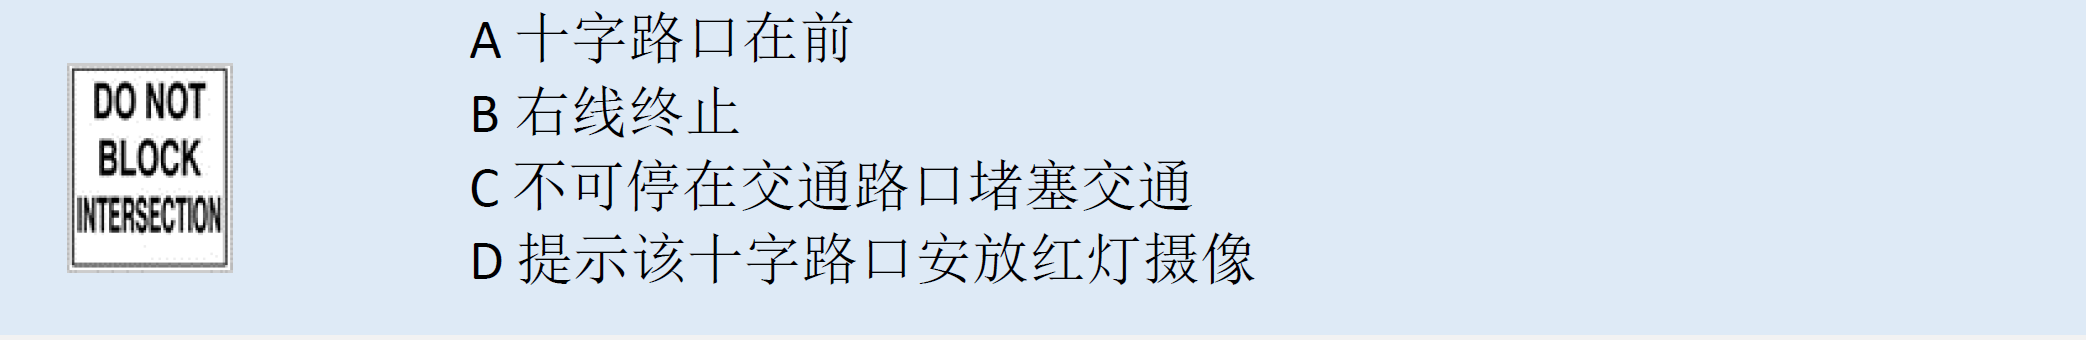 DO NOT
BLOCK
INTERSECTION
A 十字路口在前
B 右线终止
C 不可停在交通路口堵塞交通
D 提示该十字路口安放红灯摄像